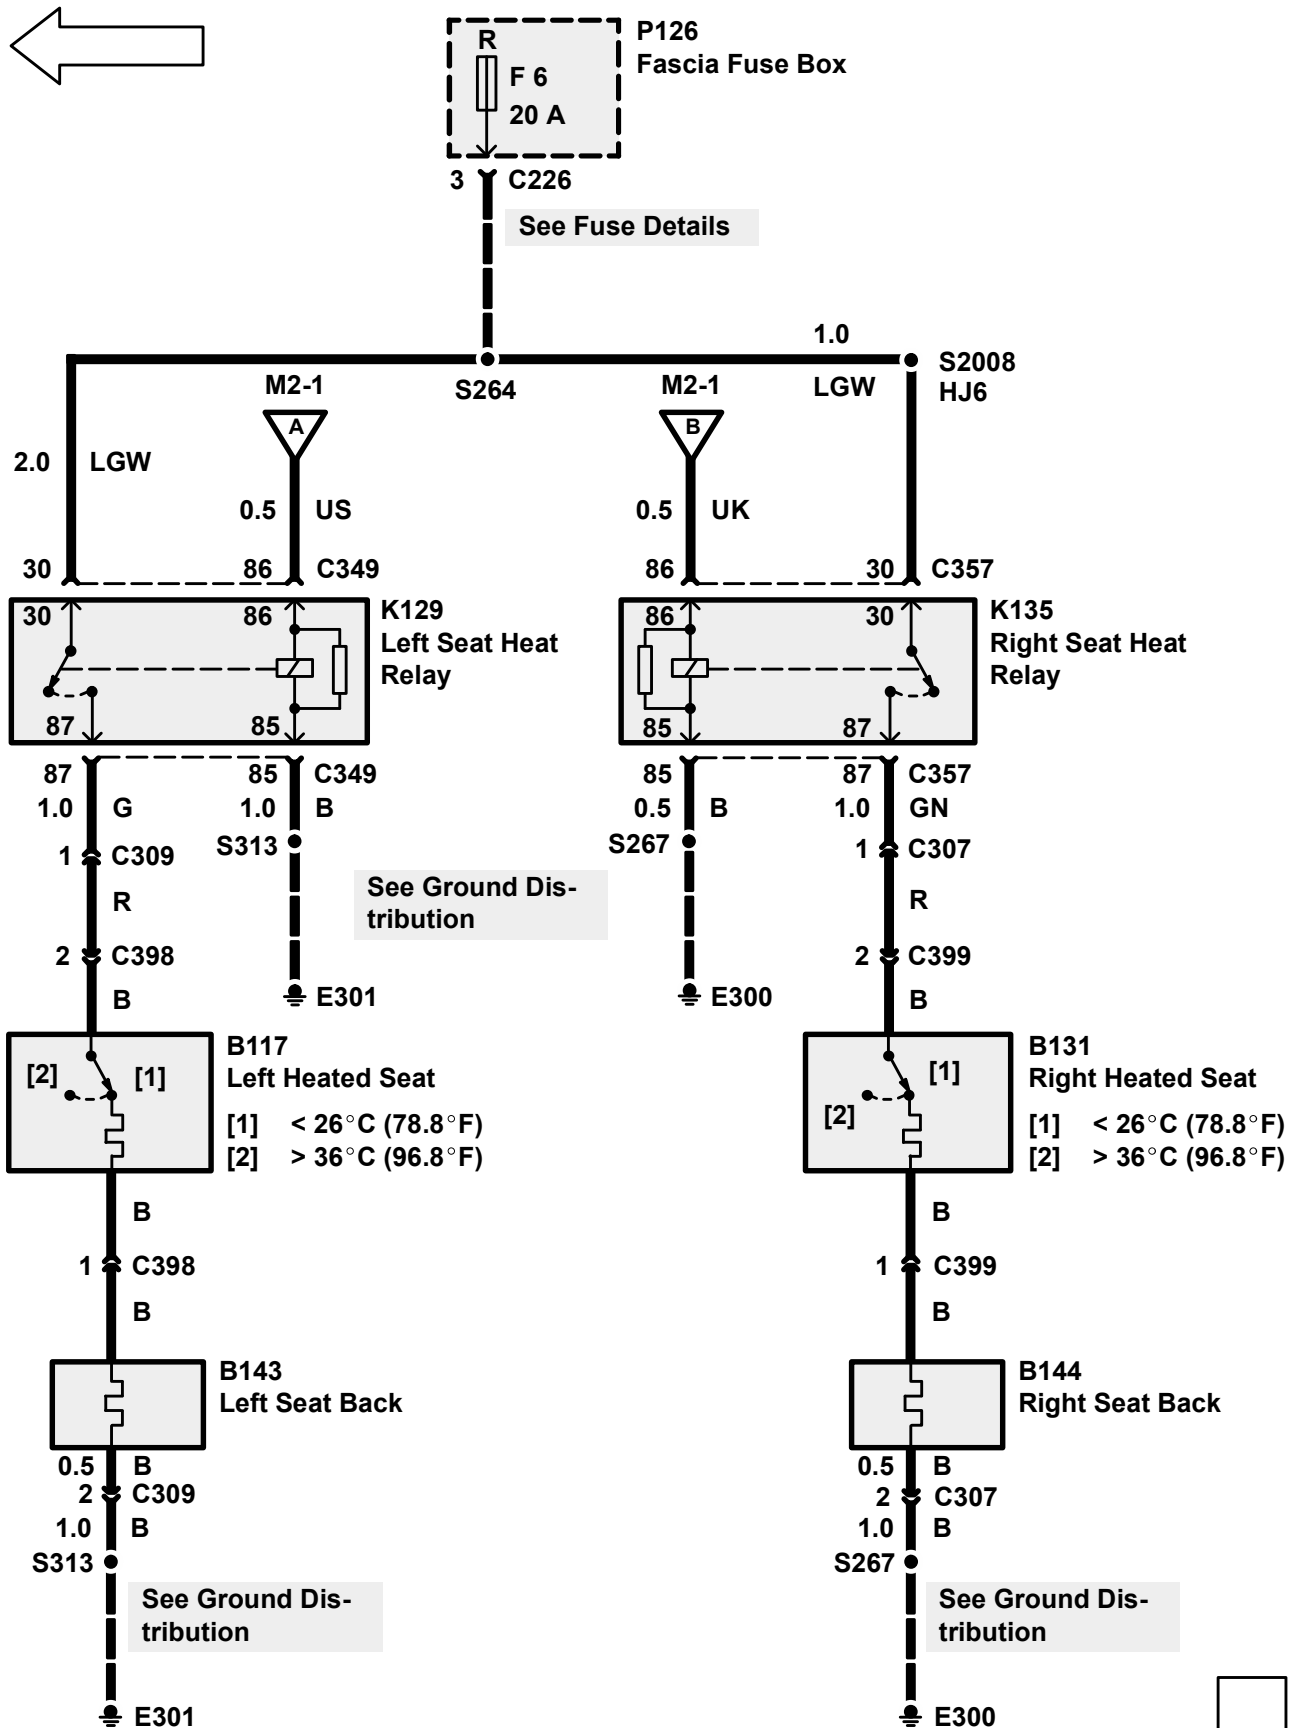 P126
R
Fascia Fuse Box
F 6
20 A
3 C226
See Fuse Details
1.0
S2008
HJ6
M2-1
S264
M2-1
LGW
A
B
2.0 LGW
0.5 US
0.5 UK
30 86 C349
86 30 C357
30 86
K129
Left Seat Heat
Relay
86 30
K135
Right Seat Heat
Relay
87 85
85 87
87 85 C349
85 87 C357
1.0 G 1.0 B
0.5 B 1.0 GN
1 C309
S313
S267
1 C307
See Ground Dis-
tribution
R
R
2 C398
2 C399
E301
E300
B
B
B117
Left Heated Seat
[2] [1]
[1] < 26°C (78.8°F)
[2] > 36°C (96.8°F)
B131
Right Heated Seat
[1]
[2]
[1] < 26°C (78.8°F)
[2] > 36°C (96.8°F)
B
B
1 C398
1 C399
B
B
B143
Left Seat Back
B144
Right Seat Back
0.5 B
0.5 B
2 C309
2 C307
1.0 B
1.0 B
S313
S267
See Ground Dis-
tribution
See Ground Dis-
tribution
E301
E300